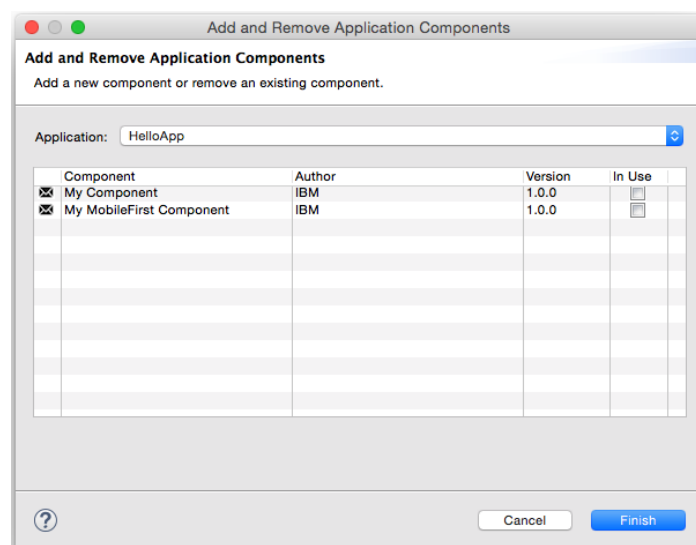 Add and Remove Application Components
Add and Remove Application Components
Add a new component or remove an existing component.
Application: HelloApp
Component Author Version In Use
My Component IBM 1.0.0
My MobileFirst Component IBM 1.0.0
? Cancel Finish